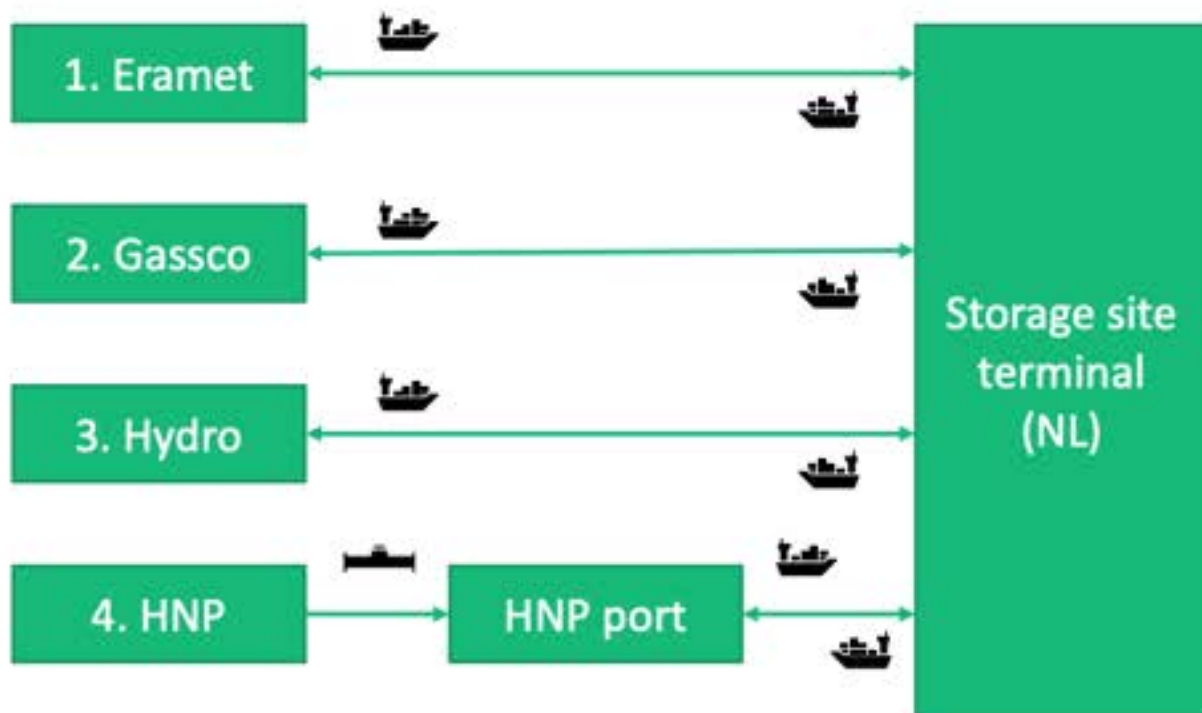 1. Eramet
2. Gassco
3. Hydro
4. HNP
HNP port
Storage site
terminal
(NL)